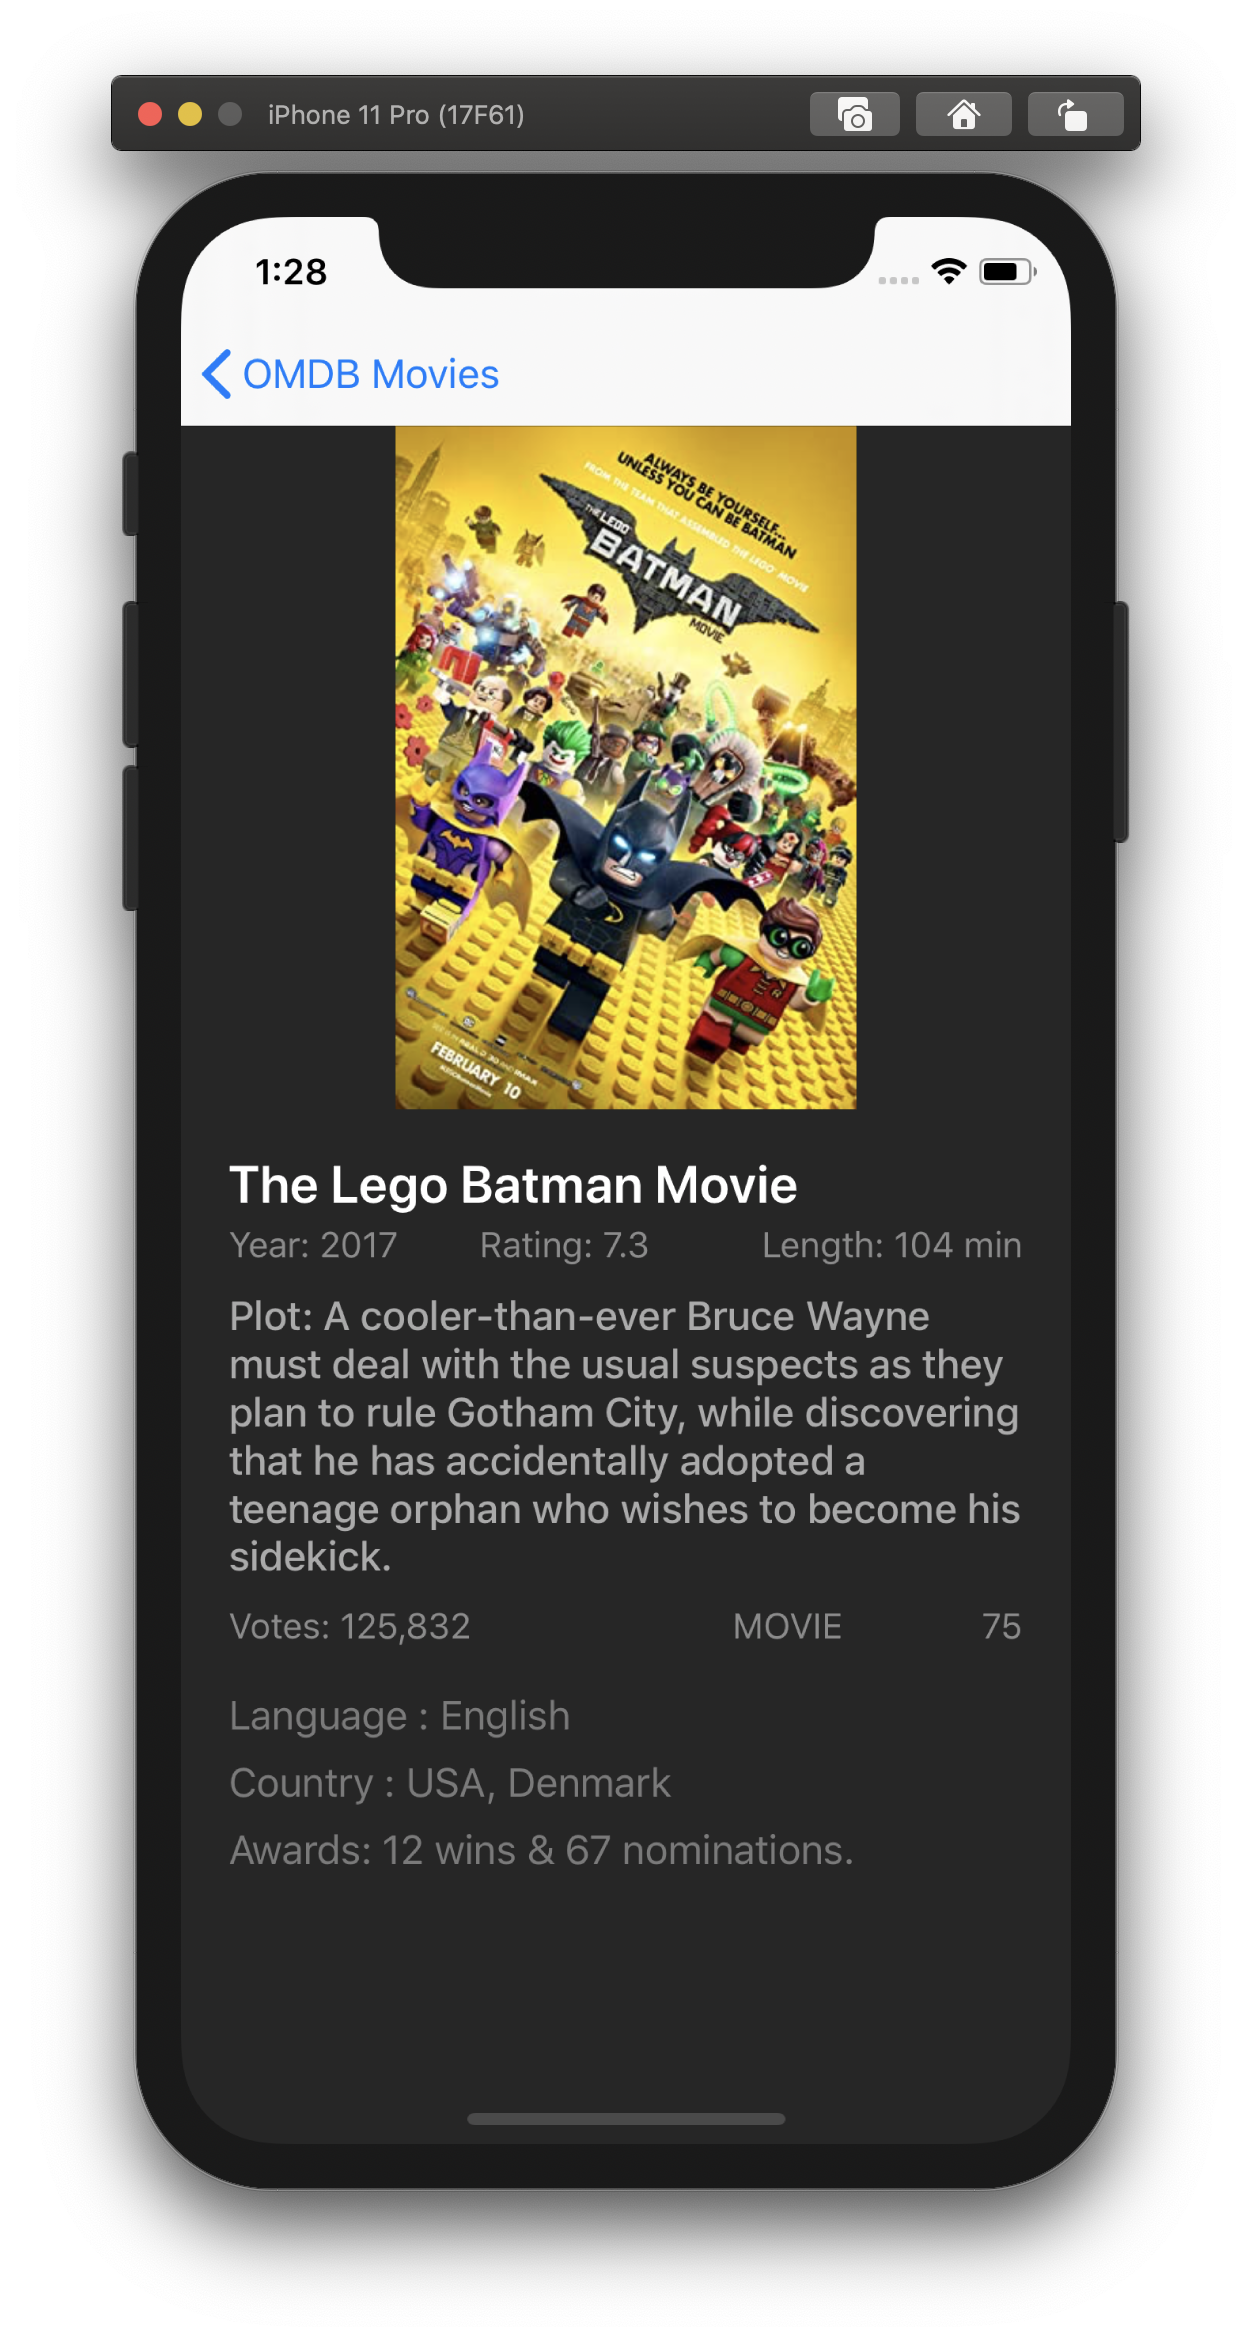 iPhone 11 Pro (17F61)
1:28
OMDB Movies
ALWAYS BE YOURSELF...
UNLESS YOU CAN BE BATMAN
FROM THE TEAM THAT ASSEMBLED THE LEGO MOVIE
THE LEGO
BATMAN
MOVIE
FEBRUARY 10
The Lego Batman Movie
Year: 2017 Rating: 7.3 Length: 104 min
Plot: A cooler-than-ever Bruce Wayne
must deal with the usual suspects as they
plan to rule Gotham City, while discovering
that he has accidentally adopted a
teenage orphan who wishes to become his
sidekick.
Votes: 125,832 MOVIE 75
Language : English
Country : USA, Denmark
Awards: 12 wins & 67 nominations.